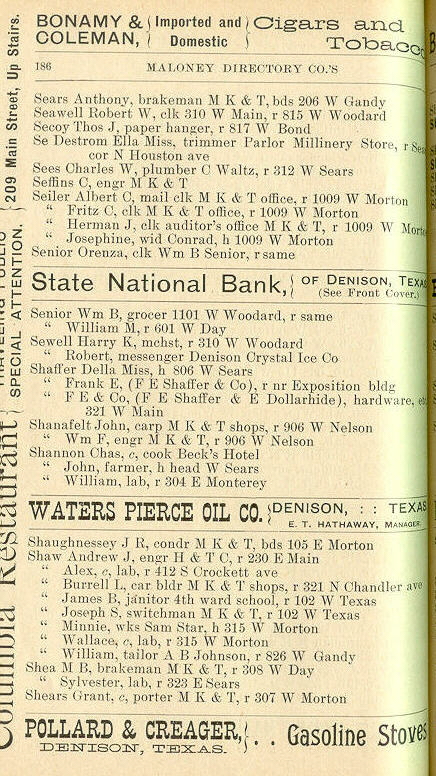 BONAMY & COLEMAN, { Imported and Domestic { Cigars and Tobacco
186 MALONEY DIRECTORY CO.'S
Sears Anthony, brakeman M K & T, bds 206 W Gandy
Seawell Robert W, clk 310 W Main, r 815 W Woodard
Secoy Thos J, paper hanger, r 817 W Bond
Se Destrom Ella Miss, trimmer Parlor Millinery Store, r Sears
cor N Houston ave
Sees Charles W, plumber C Waltz, r 312 W Sears
Seffins C, engr M K & T
Seiler Albert C, mail clk M K & T office, r 1009 W Morton
“ Fritz C, clk M K & T office, r 1009 W Morton
“ Herman J, clk auditor's office M K & T, r 1009 W Morto
“ Josephine, wid Conrad, h 1009 W Morton
Senior Orenza, clk Wm B Senior, r same
State National Bank, { OF DENISON, TEXAS
(See Front Cover.)
Senior Wm B, grocer 1101 W Woodard, r same
“ William M, r 601 W Day
Sewell Harry K, mchst, r 310 W Woodard
“ Robert, messenger Denison Crystal Ice Co
Shaffer Della Miss, h 806 W Sears
“ Frank E, (F E Shaffer & Co), r nr Exposition bldg
“ F E & Co, (F E Shaffer & E Dollarhide), hardware, etc
321 W Main
Shanafelt John, carp M K & T shops, r 906 W Nelson
“ Wm F, engr M K & T, r 906 W Nelson
Shannon Chas, c, cook Beck's Hotel
“ John, farmer, h head W Sears
“ William, lab, r 304 E Monterey
WATERS PIERCE OIL CO. } DENISON, : : TEXAS
E. T. HATHAWAY, MANAGER
Shaughnessey J R, condr M K & T, bds 105 E Morton
Shaw Andrew J, engr H & T C, r 230 E Main
“ Alex, c, lab, r 412 S Crockett ave
“ Burrell L, car bldr M K & T shops, r 321 N Chandler ave
“ James B, janitor 4th ward school, r 102 W Texas
“ Joseph S, switchman M K & T, r 102 W Texas
“ Minnie, wks Sam Star, h 315 W Morton
“ Wallace, c, lab, r 315 W Morton
“ William, tailor A B Johnson, r 826 W Gandy
Shea M B, brakeman M K & T, r 308 W Day
“ Sylvester, lab, r 323 E Sears
Shears Grant, c, porter M K & T, r 307 W Morton
POLLARD & CREAGER, { . . Gasoline Stoves
DENISON, TEXAS.
Columbia Restaurant { TRAVELING PUBLIC SPECIAL ATTENTION. { 209 Main Street, Up Stairs.